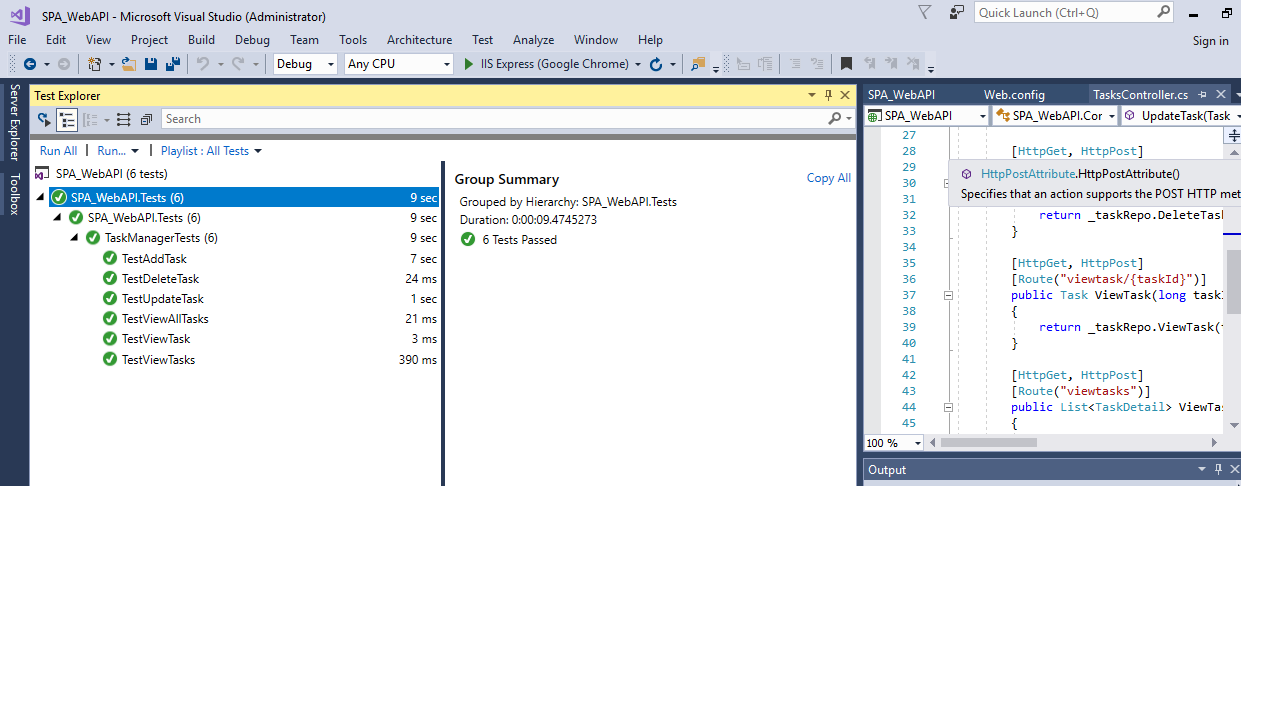 SPA_WebAPI - Microsoft Visual Studio (Administrator)
Quick Launch (Ctrl+Q)
File Edit View Project Build Debug Team Tools Architecture Test Analyze Window Help
Sign in
Debug Any CPU IIS Express (Google Chrome)
Server Explorer
Toolbox
Test Explorer
Search
Run All | Run... | Playlist : All Tests
SPA_WebAPI (6 tests)
SPA_WebAPI.Tests (6) 9 sec
SPA_WebAPI.Tests (6) 9 sec
TaskManagerTests (6) 9 sec
TestAddTask 7 sec
TestDeleteTask 24 ms
TestUpdateTask 1 sec
TestViewAllTasks 21 ms
TestViewTask 3 ms
TestViewTasks 390 ms
Group Summary
Copy All
Grouped by Hierarchy: SPA_WebAPI.Tests
Duration: 0:00:09.4745273
6 Tests Passed
SPA_WebAPI Web.config TasksController.cs
SPA_WebAPI SPA_WebAPI.Cor UpdateTask(Task
27
28 [HttpGet, HttpPost]
29
HttpPostAttribute.HttpPostAttribute()
30
Specifies that an action supports the POST HTTP met
31
32 return _taskRepo.DeleteTask
33 }
34
35 [HttpGet, HttpPost]
36 [Route("viewtask/{taskId}")]
37 public Task ViewTask(long taskI
38 {
39 return _taskRepo.ViewTask(
40 }
41
42 [HttpGet, HttpPost]
43 [Route("viewtasks")]
44 public List<TaskDetail> ViewTas
45 {
100 %
Output